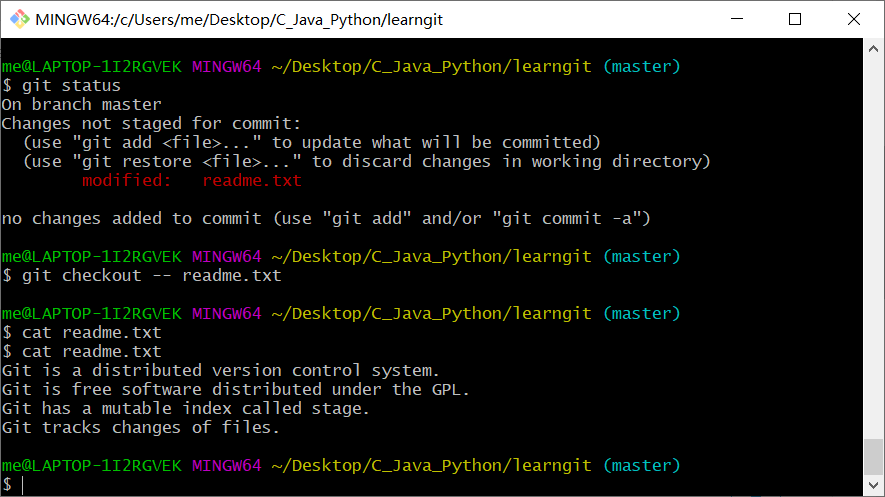 MINGW64:/c/Users/me/Desktop/C_Java_Python/learngit
me@LAPTOP-1I2RGVEK MINGW64 ~/Desktop/C_Java_Python/learngit (master)
$ git status
On branch master
Changes not staged for commit:
  (use "git add <file>..." to update what will be committed)
  (use "git restore <file>..." to discard changes in working directory)
        modified:   readme.txt

no changes added to commit (use "git add" and/or "git commit -a")

me@LAPTOP-1I2RGVEK MINGW64 ~/Desktop/C_Java_Python/learngit (master)
$ git checkout -- readme.txt

me@LAPTOP-1I2RGVEK MINGW64 ~/Desktop/C_Java_Python/learngit (master)
$ cat readme.txt
$ cat readme.txt
Git is a distributed version control system.
Git is free software distributed under the GPL.
Git has a mutable index called stage.
Git tracks changes of files.

me@LAPTOP-1I2RGVEK MINGW64 ~/Desktop/C_Java_Python/learngit (master)
$